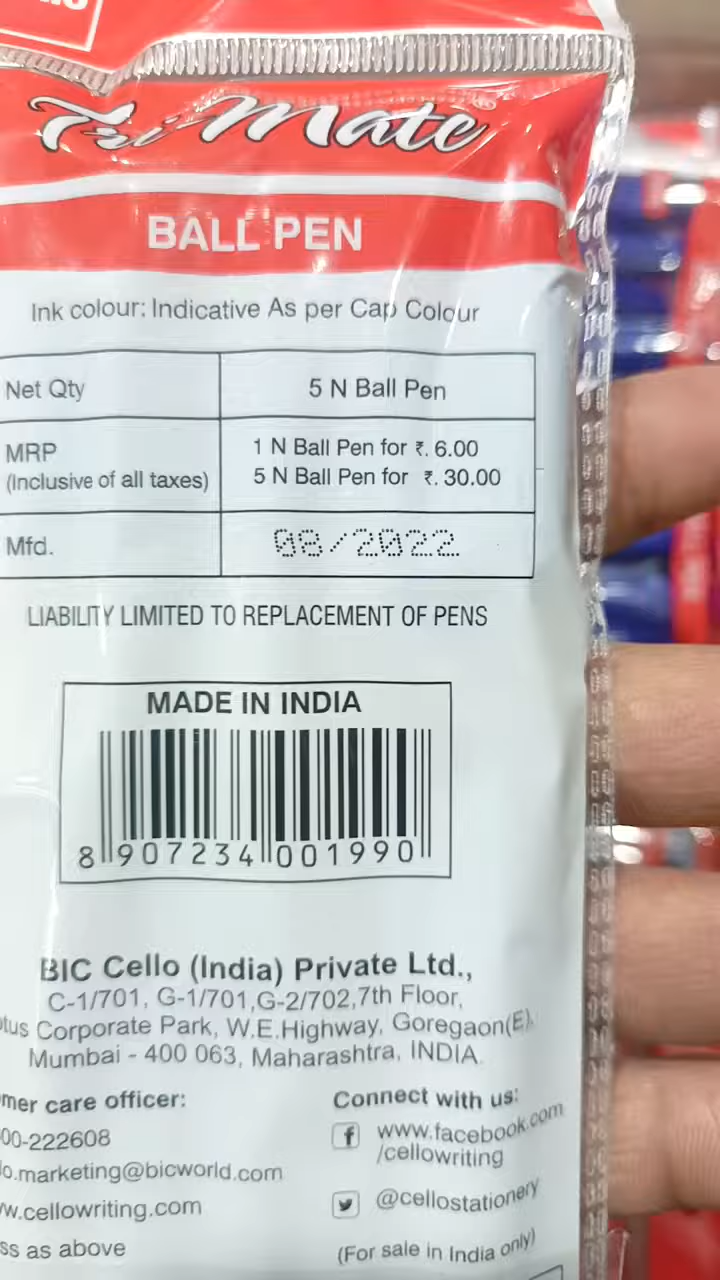 Tri Mate
BALL PEN
Ink colour: Indicative As per Cap Colour
Net Qty 5 N Ball Pen
MRP 1 N Ball Pen for ₹. 6.00
(Inclusive of all taxes) 5 N Ball Pen for ₹. 30.00
Mfd. 08/2022
LIABILITY LIMITED TO REPLACEMENT OF PENS
MADE IN INDIA
8 907234 001990
BIC Cello (India) Private Ltd.,
C-1/701, G-1/701,G-2/702,7th Floor,
Corporate Park, W.E.Highway, Goregaon(E),
Mumbai - 400 063, Maharashtra, INDIA.
care officer: Connect with us:
00-222608 www.facebook.com
/cellowriting
o.marketing@bicworld.com
w.cellowriting.com @cellostationery
as above (For sale in India only)